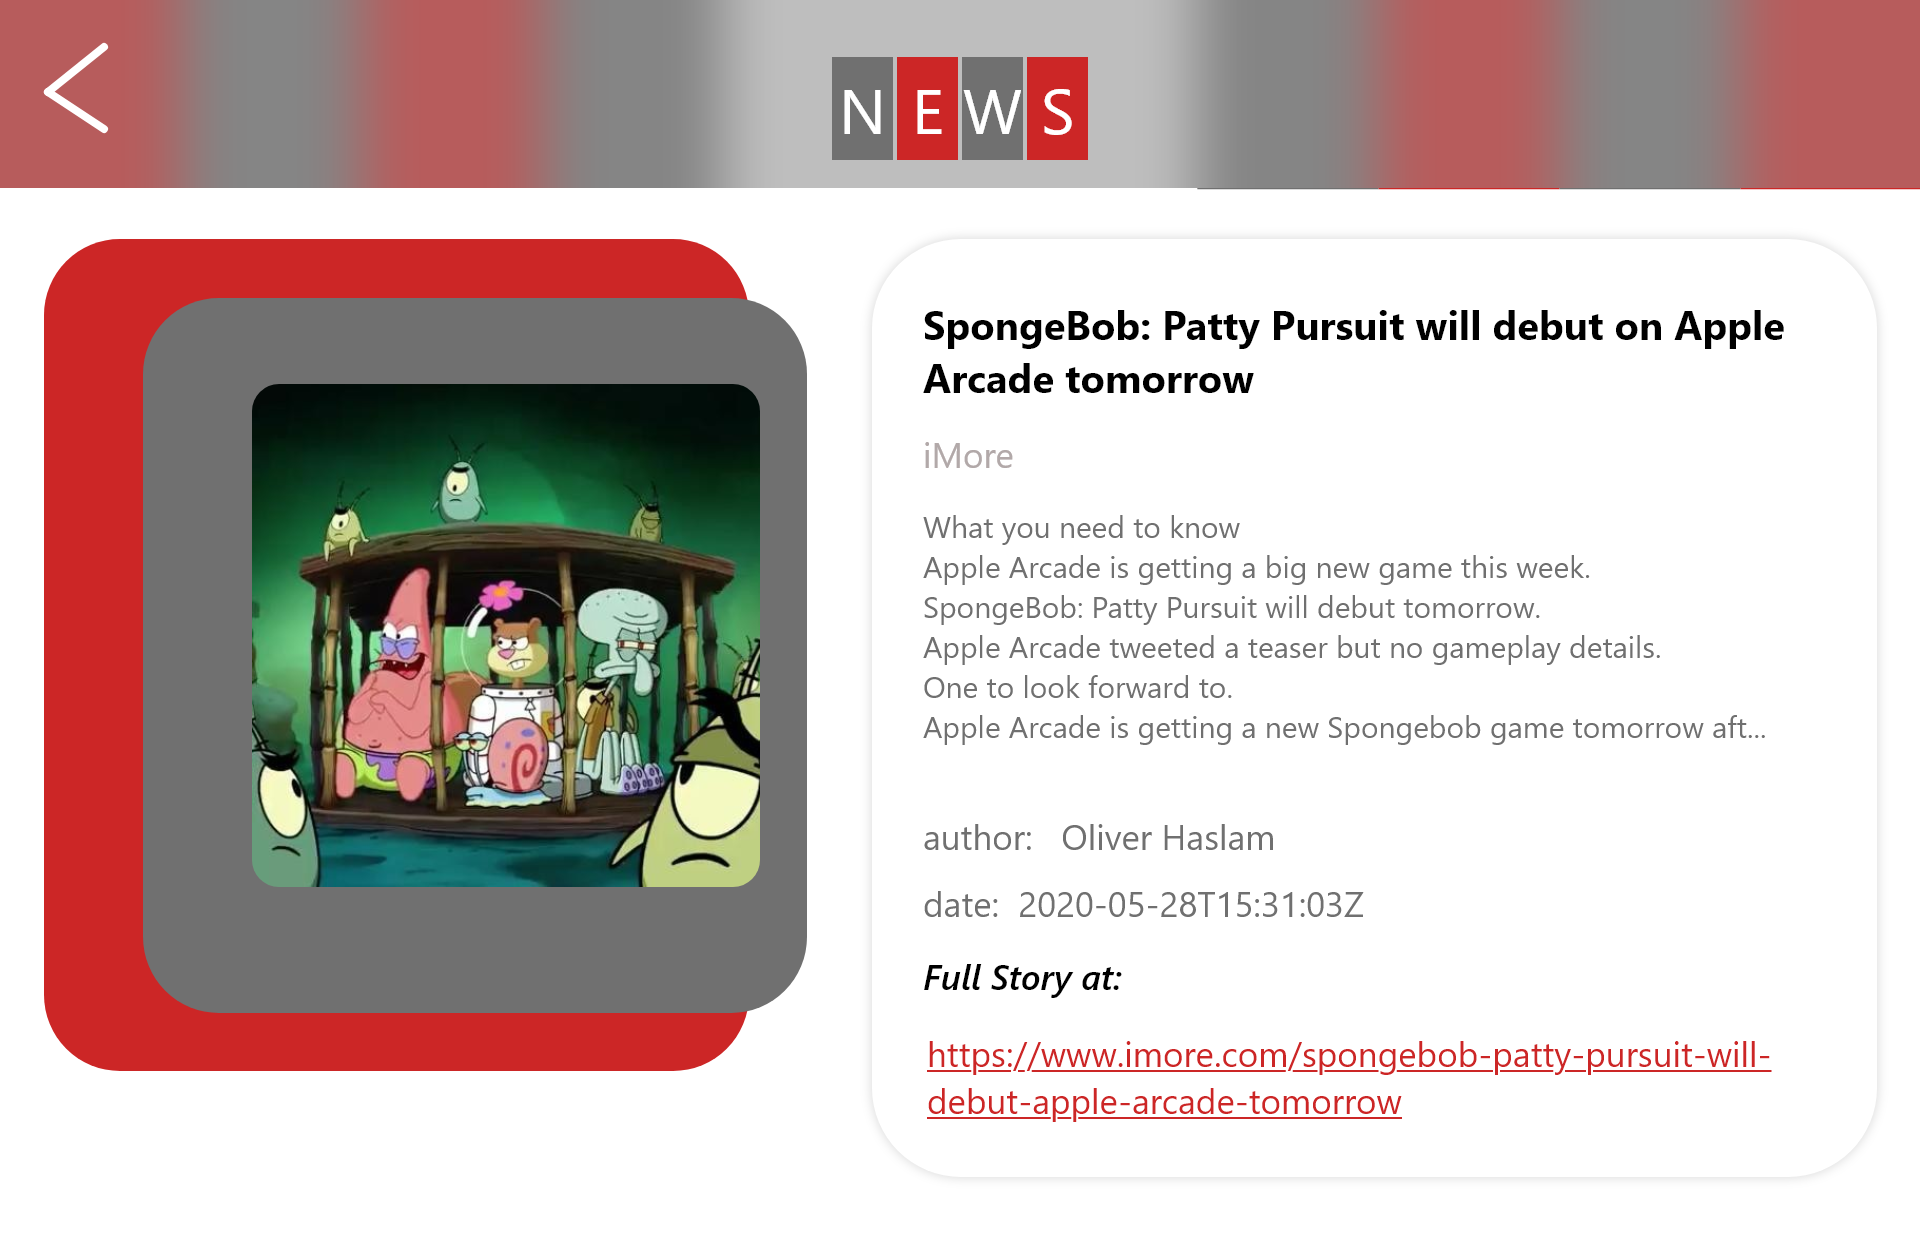 NEWS
SpongeBob: Patty Pursuit will debut on Apple
Arcade tomorrow
iMore
What you need to know
Apple Arcade is getting a big new game this week.
SpongeBob: Patty Pursuit will debut tomorrow.
Apple Arcade tweeted a teaser but no gameplay details.
One to look forward to.
Apple Arcade is getting a new Spongebob game tomorrow aft...
author: Oliver Haslam
date: 2020-05-28T15:31:03Z
Full Story at:
https://www.imore.com/spongebob-patty-pursuit-will-
debut-apple-arcade-tomorrow